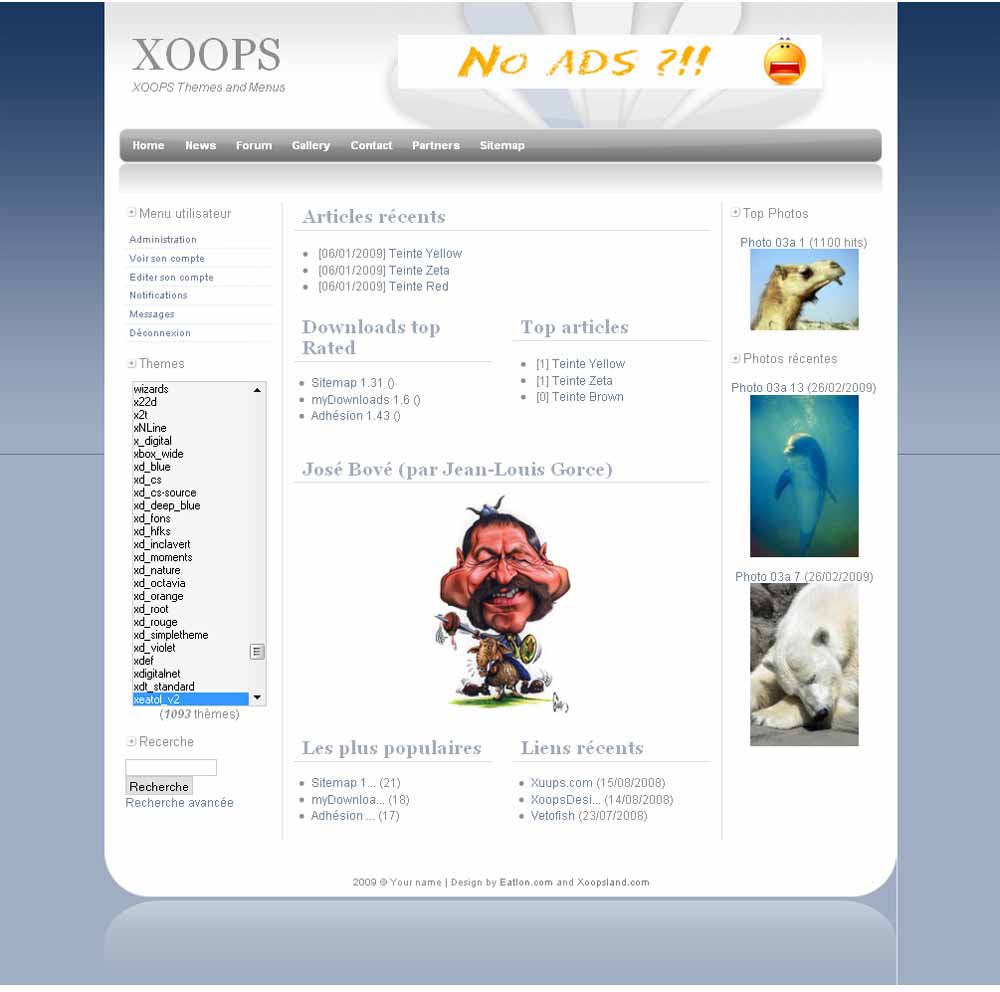 XOOPS
XOOPS Themes and Menus
No ADS ?!!
Home News Forum Gallery Contact Partners Sitemap
Menu utilisateur
Administration
Voir son compte
Editer son compte
Notifications
Messages
Déconnexion
Themes
wizards
x22d
x2t
xNLine
x_digital
xbox_wide
xd_blue
xd_cs
xd_cs-source
xd_deep_blue
xd_fons
xd_hfks
xd_inclavert
xd_moments
xd_nature
xd_octavia
xd_orange
xd_root
xd_rouge
xd_simpletheme
xd_violet
xdef
xdigitalnet
xdt_standard
xeatol_v2
(1093 thèmes)
Recerche
Recherche
Recherche avancée
Articles récents
[06/01/2009] Teinte Yellow
[06/01/2009] Teinte Zeta
[06/01/2009] Teinte Red
Downloads top
Rated
Sitemap 1.31 ()
myDownloads 1.6 ()
Adhésion 1.43 ()
Top articles
[1] Teinte Yellow
[1] Teinte Zeta
[0] Teinte Brown
José Bové (par Jean-Louis Gorce)
Les plus populaires
Sitemap 1... (21)
myDownloa... (18)
Adhésion ... (17)
Liens récents
Xuups.com (15/08/2008)
XoopsDesi... (14/08/2008)
Vetofish (23/07/2008)
Top Photos
Photo 03a 1 (1100 hits)
Photos récentes
Photo 03a 13 (26/02/2009)
Photo 03a 7 (26/02/2009)
2009 © Your name | Design by Eatlon.com and Xoopsland.com